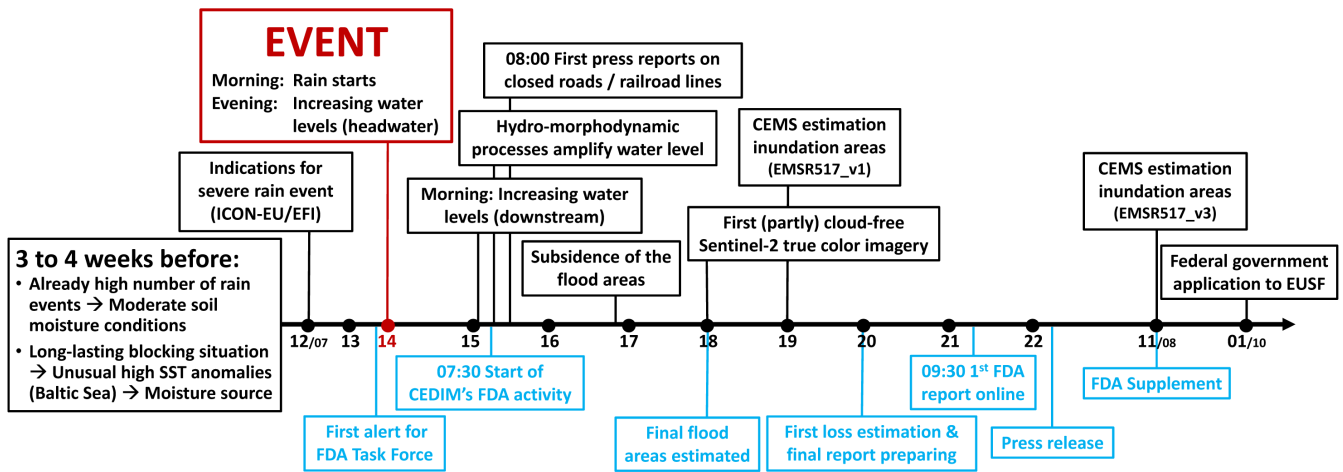 EVENT
Morning: Rain starts
Evening: Increasing water
levels (headwater)
08:00 First press reports on
closed roads / railroad lines
Hydro-morphodynamic
processes amplify water level
CEMS estimation
inundation areas
(EMSR517_v1)
Indications for
severe rain event
(ICON-EU/EFI)
CEMS estimation
inundation areas
(EMSR517_v3)
Morning: Increasing water
levels (downstream)
First (partly) cloud-free
Sentinel-2 true color imagery
Subsidence of the
flood areas
Federal government
application to EUSF
3 to 4 weeks before:
• Already high number of rain
events → Moderate soil
moisture conditions
• Long-lasting blocking situation
→ Unusual high SST anomalies
(Baltic Sea) → Moisture source
12/07 13 14 15 16 17 18 19 20 21 22 11/08 01/10
07:30 Start of
CEDIM's FDA activity
09:30 1st FDA
report online
FDA Supplement
First alert for
FDA Task Force
Final flood
areas estimated
First loss estimation &
final report preparing
Press release